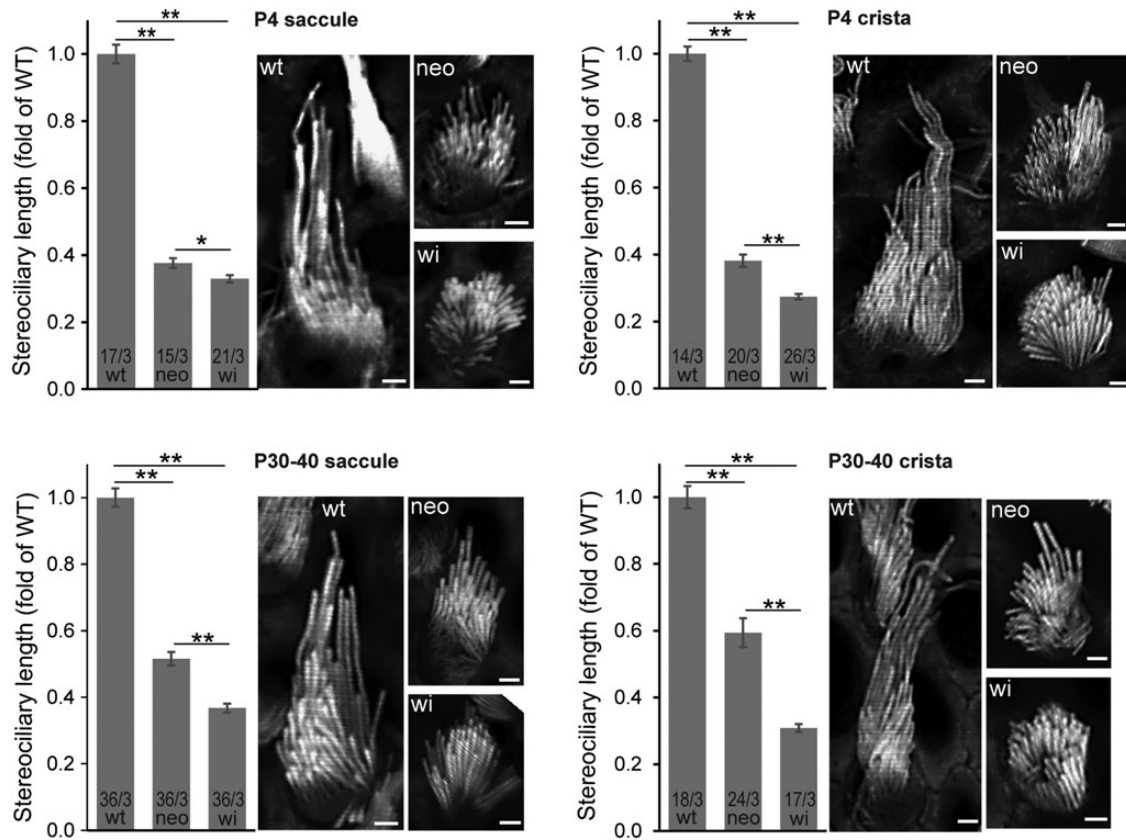 P4 saccule
Stereociliary length (fold of WT)
1.0
0.8
0.6
0.4
0.2
0.0
**
**
*
17/3
wt
15/3
neo
21/3
wi
wt
neo
wi
P4 crista
Stereociliary length (fold of WT)
1.0
0.8
0.6
0.4
0.2
0.0
**
**
**
14/3
wt
20/3
neo
26/3
wi
wt
neo
wi
P30-40 saccule
Stereociliary length (fold of WT)
1.0
0.8
0.6
0.4
0.2
0.0
**
**
**
36/3
wt
36/3
neo
36/3
wi
wt
neo
wi
P30-40 crista
Stereociliary length (fold of WT)
1.0
0.8
0.6
0.4
0.2
0.0
**
**
**
18/3
wt
24/3
neo
17/3
wi
wt
neo
wi